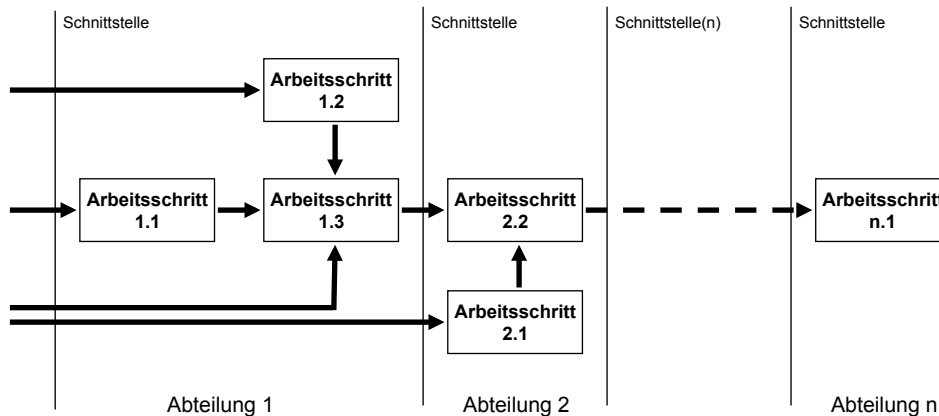 Schnittstelle
Schnittstelle
Schnittstelle(n)
Schnittstelle
Arbeitsschritt
1.2
Arbeitsschritt
1.1
Arbeitsschritt
1.3
Arbeitsschritt
2.2
Arbeitsschritt
n.1
Arbeitsschritt
2.1
Abteilung 1
Abteilung 2
Abteilung n